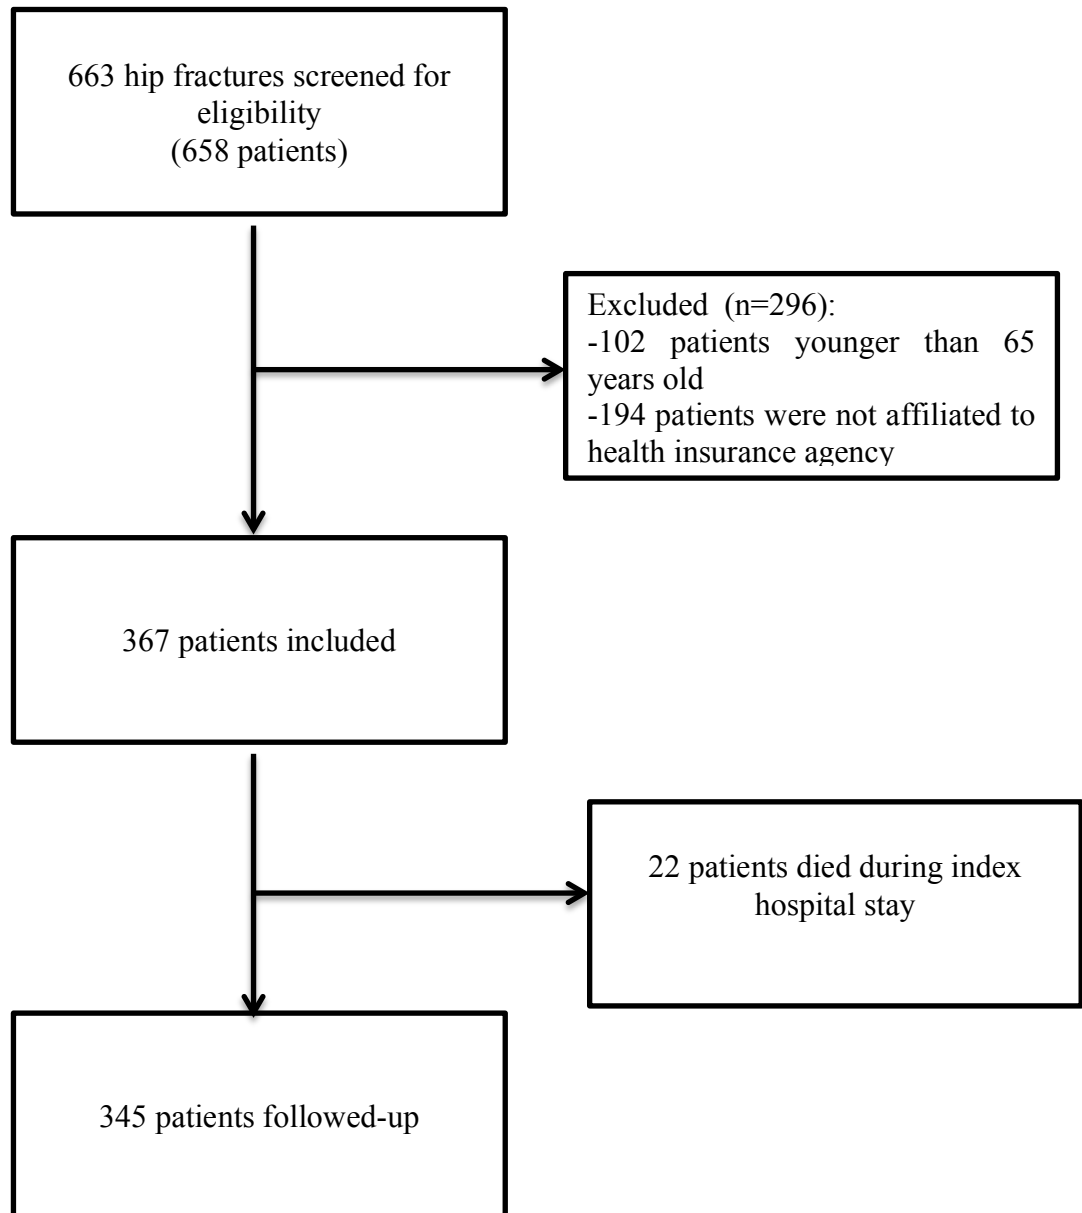 663 hip fractures screened for
eligibility
(658 patients)
Excluded (n=296):
-102 patients younger than 65
years old
-194 patients were not affiliated to
health insurance agency
367 patients included
22 patients died during index
hospital stay
345 patients followed-up